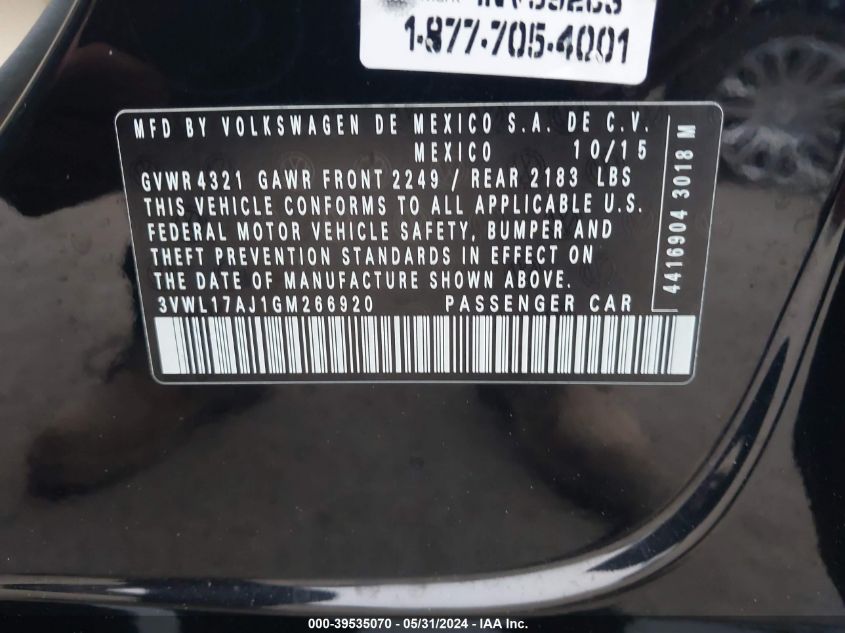 1-877-705-4001
MFD BY VOLKSWAGEN DE MEXICO S.A. DE C.V.
MEXICO 10/15
GVWR 4321 GAWR FRONT 2249 / REAR 2183 LBS
THIS VEHICLE CONFORMS TO ALL APPLICABLE U.S.
FEDERAL MOTOR VEHICLE SAFETY, BUMPER AND
THEFT PREVENTION STANDARDS IN EFFECT ON
THE DATE OF MANUFACTURE SHOWN ABOVE.
3VWL17AJ1GM266920 PASSENGER CAR
4416904 3018 M
000-39535070 - 05/31/2024 - IAA Inc.